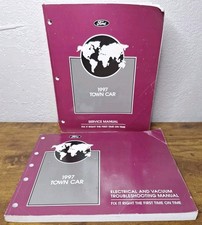 Ford
1997
TOWN CAR
SERVICE MANUAL
FIX IT RIGHT THE FIRST TIME ON TIME
Ford
1997
TOWN CAR
ELECTRICAL AND VACUUM
TROUBLESHOOTING MANUAL
FIX IT RIGHT THE FIRST TIME ON TIME